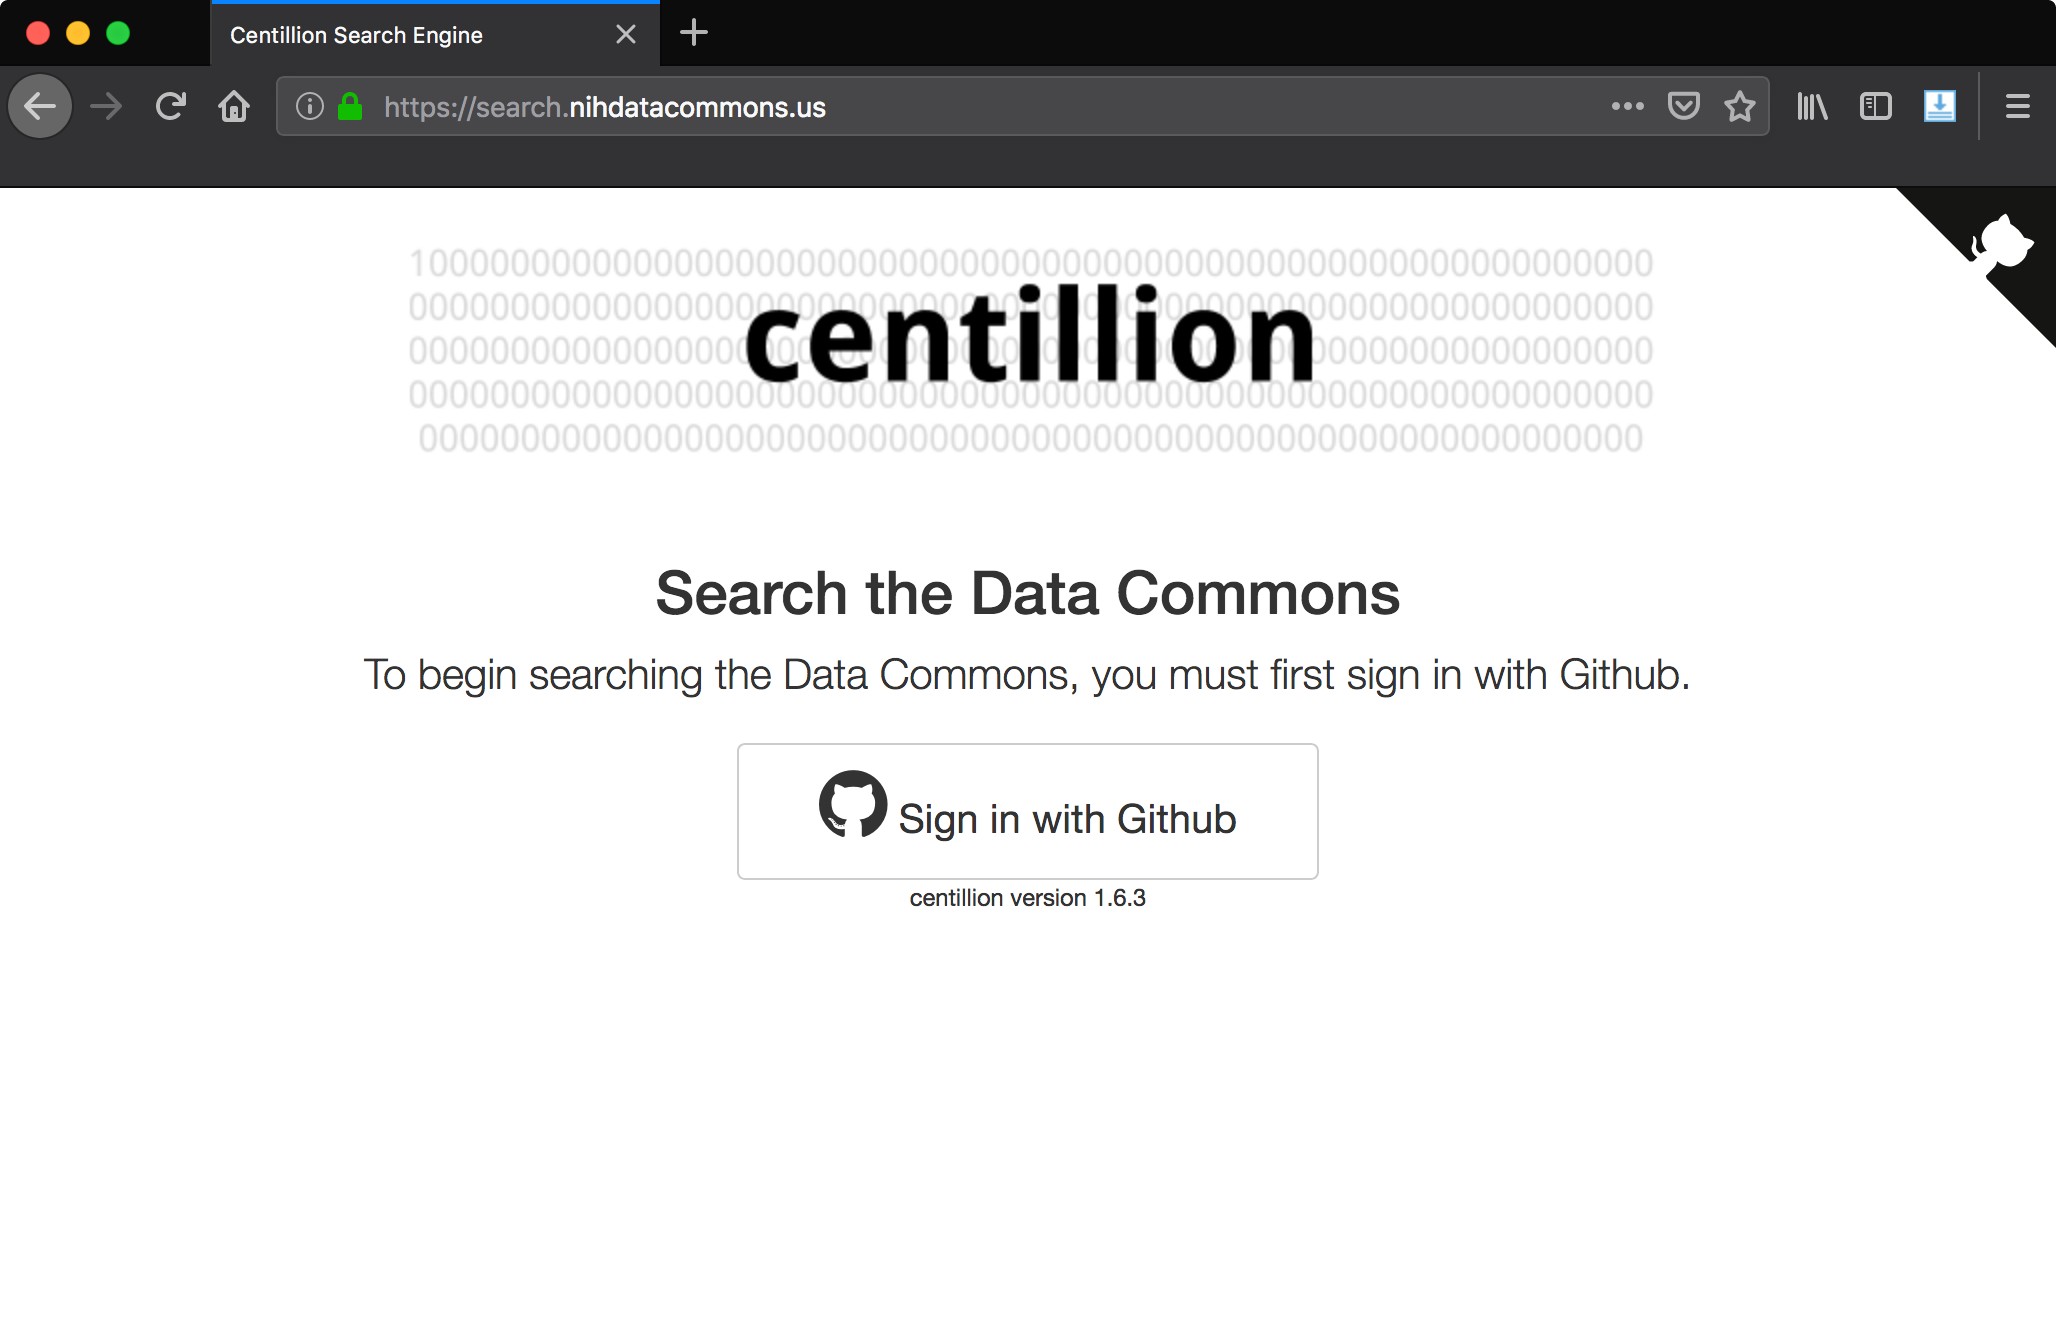 Centillion Search Engine
https://search.nihdatacommons.us
centillion
Search the Data Commons
To begin searching the Data Commons, you must first sign in with Github.
Sign in with Github
centillion version 1.6.3